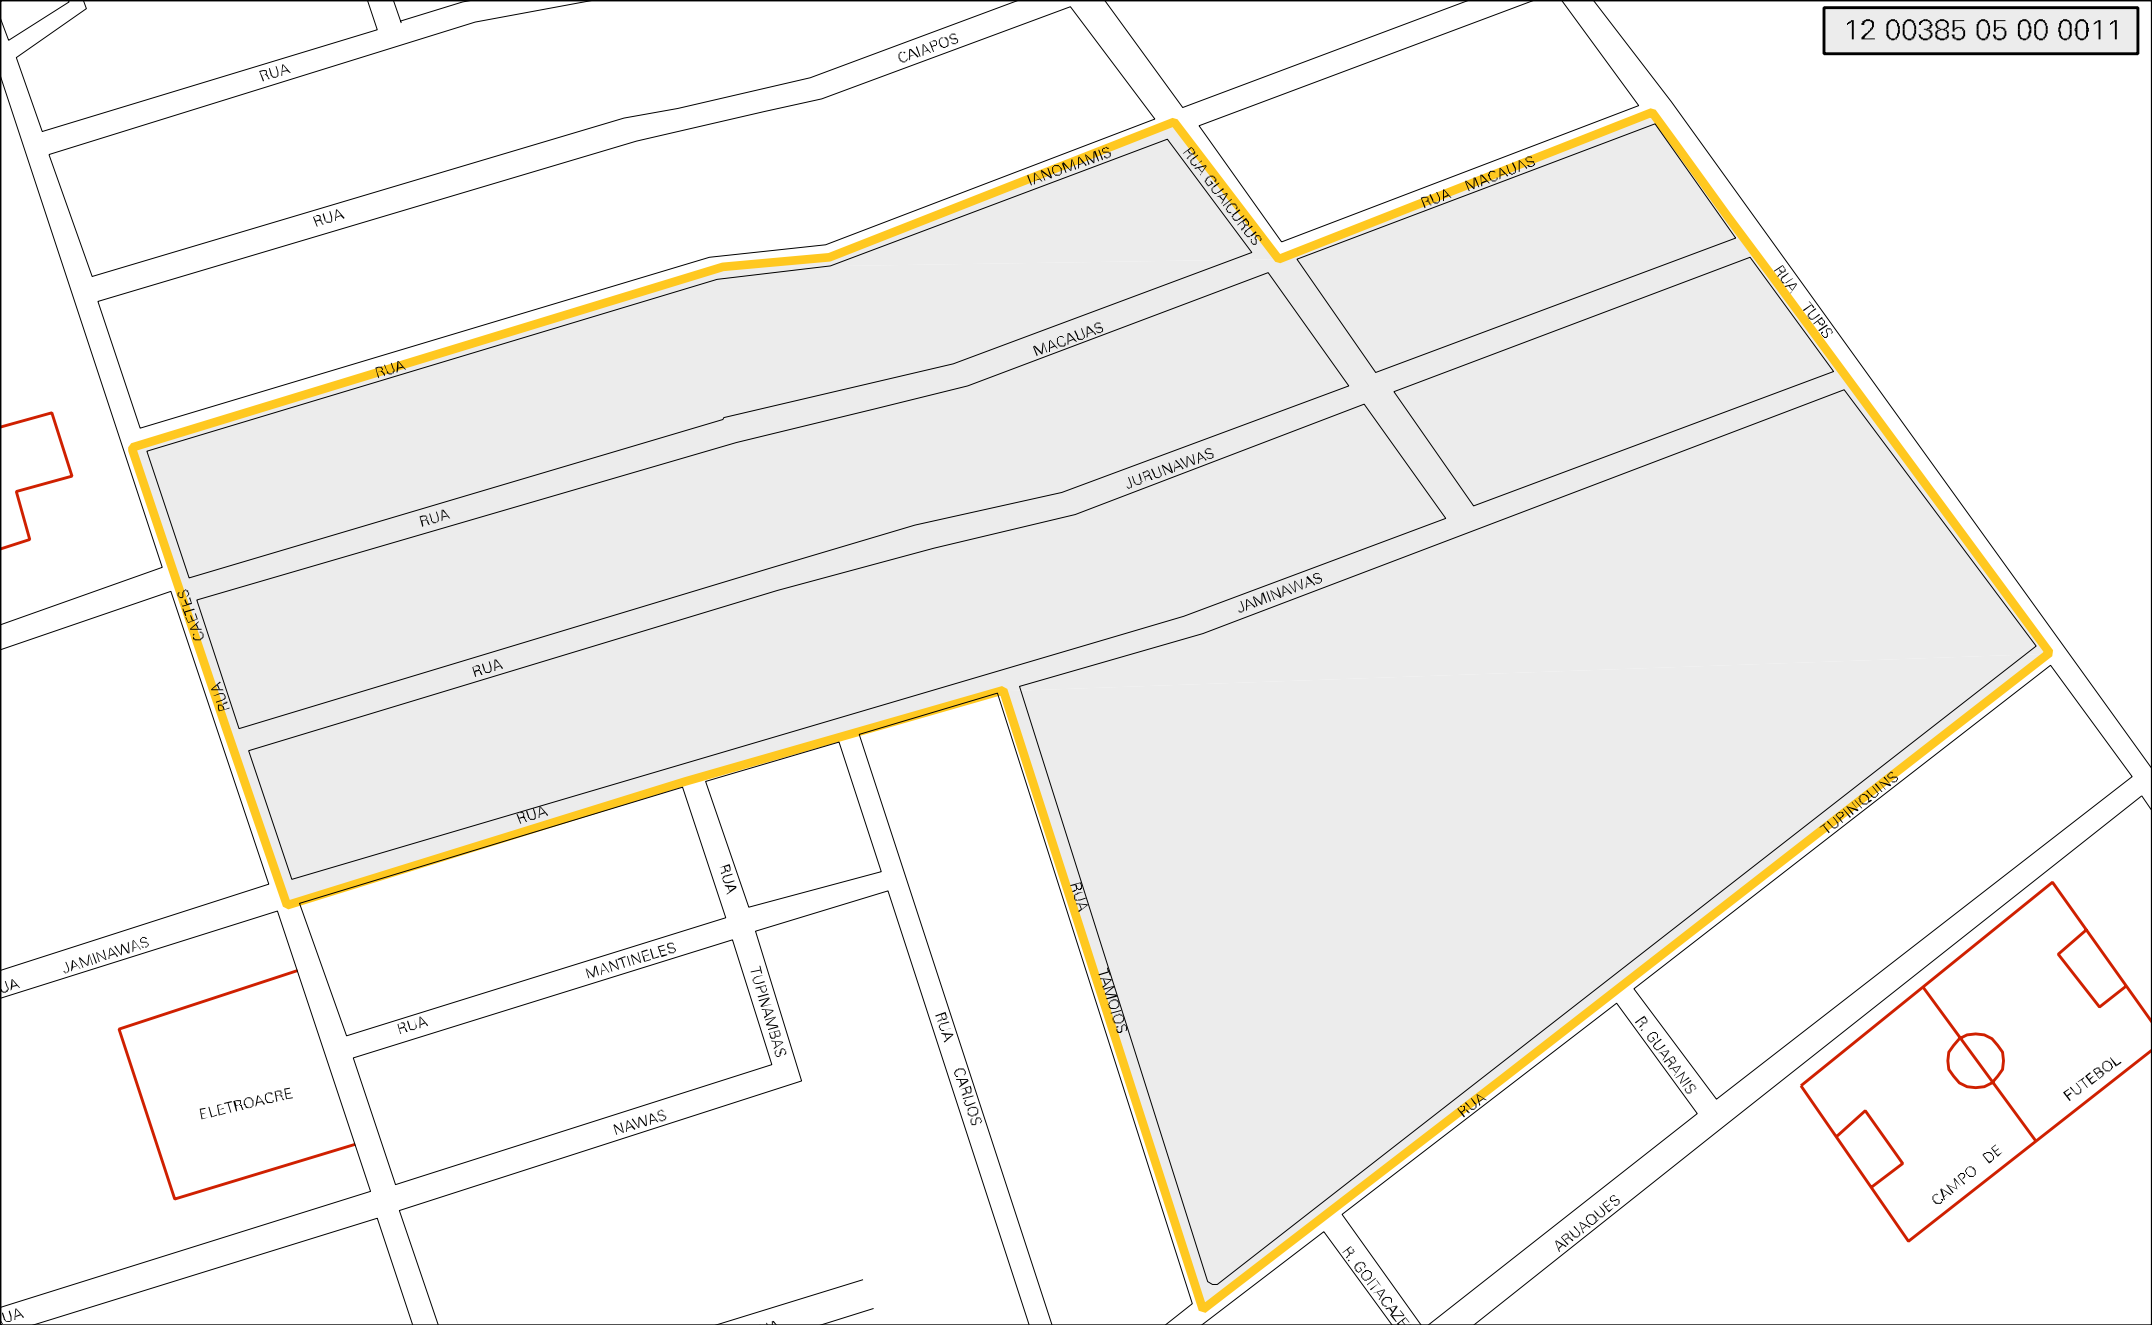 12 00385 05 00 0011
RUA CAIAPOS
RUA
RUA IANOMAMIS
RUA GUAICURUS
RUA MACAUAS
RUA TUPIS
RUA MACAUAS
RUA JURUNAWAS
RUA CAETES
RUA JAMINAWAS
JAMINAWAS
RUA TUPINAMBAS
RUA MANTINELES
NAWAS
ELETROACRE
RUA CARIJOS
RUA TAMOIOS
RUA TUPINIQUINS
R. GUARANIS
ARUAQUES
CAMPO DE FUTEBOL